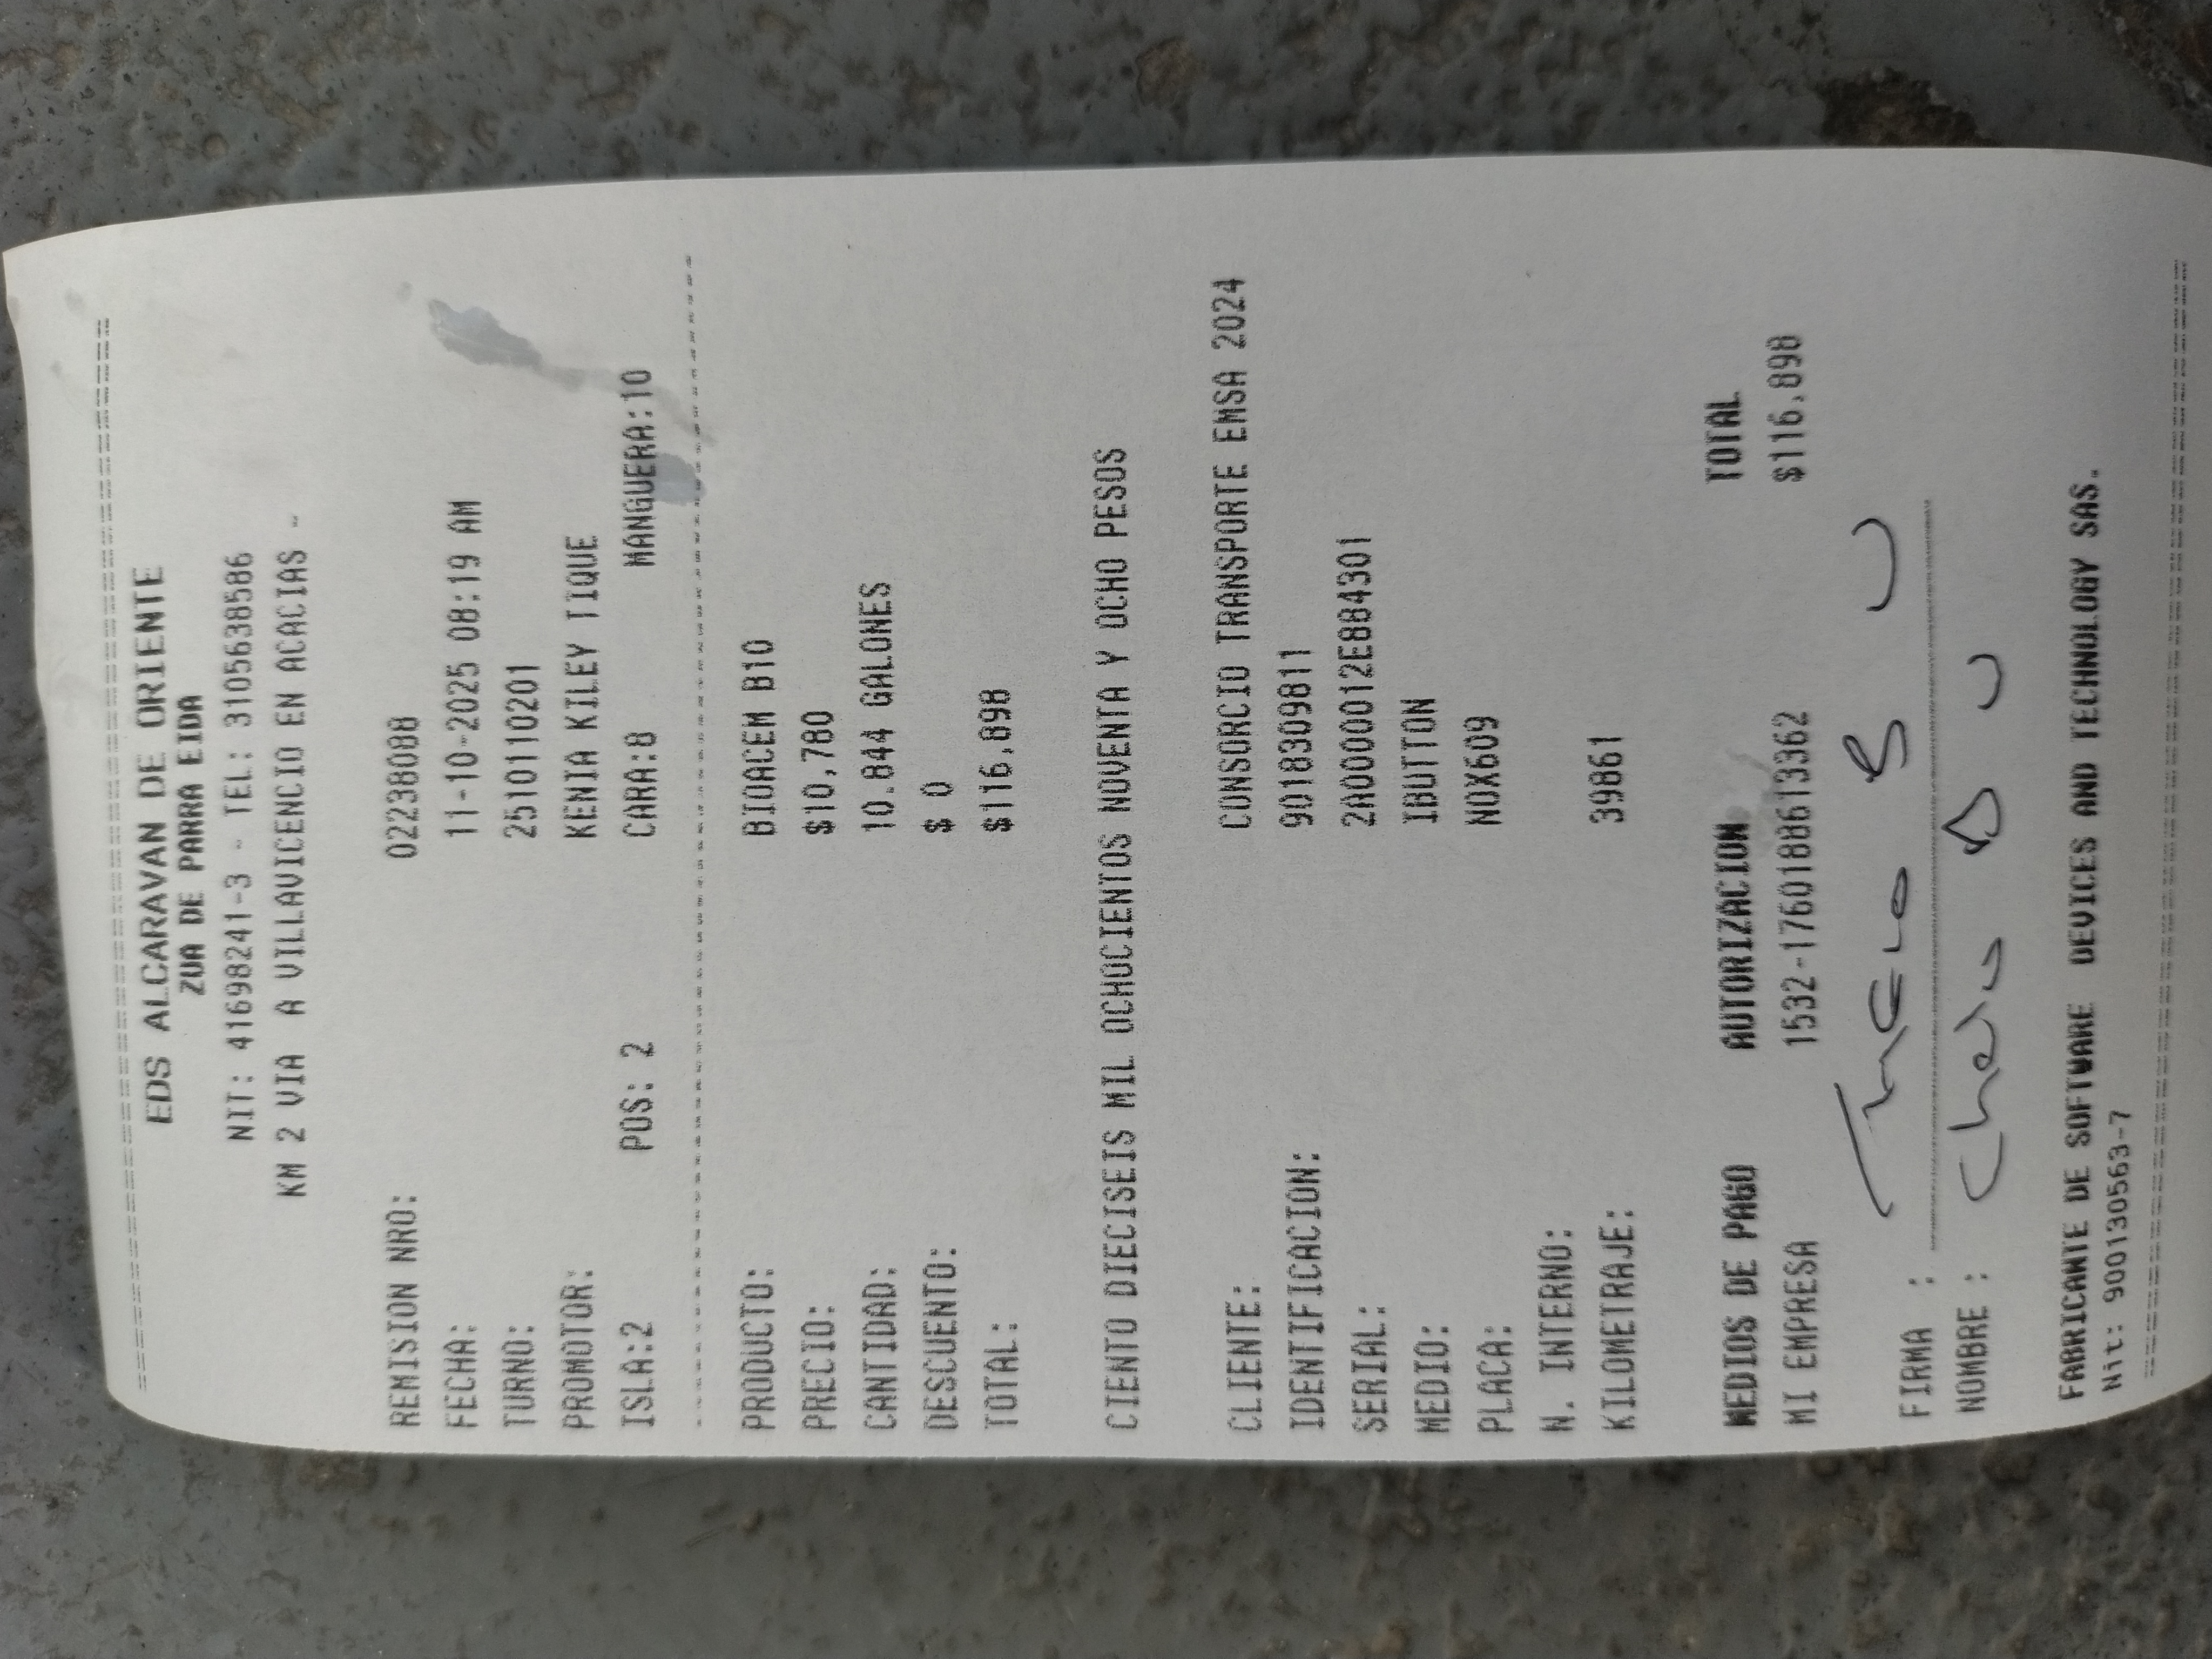 EDS ALCARAVAN DE ORIENTE
ZUA DE PARRA EIDA
NIT: 41698241-3 - TEL: 3105638586
KM 2 VIA A VILLAVICENCIO EN ACACIAS -
REMISION NRO: 02238088
FECHA: 11-10-2025 08:19 AM
TURNO: 2510110201
PROMOTOR: KENIA KILEY TIQUE
ISLA:2 POS: 2 CARA:8 MANGUERA:10
PRODUCTO: BIOACEM B10
PRECIO: $10,780
CANTIDAD: 10.844 GALONES
DESCUENTO: $ 0
TOTAL: $116,898
CIENTO DIECISEIS MIL OCHOCIENTOS NOVENTA Y OCHO PESOS
CLIENTE: CONSORCIO TRANSPORTE EMSA 2024
IDENTIFICACION: 9018309811
SERIAL: 2A000012E884301
MEDIO: IBUTTON
PLACA: NOX609
N. INTERNO:
KILOMETRAJE: 39861
MEDIOS DE PAGO AUTORIZACION TOTAL
MI EMPRESA 1532-1760188613362 $116,898
FIRMA :
NOMBRE :
FABRICANTE DE SOFTWARE DEVICES AND TECHNOLOGY SAS.
Nit: 900130563-7